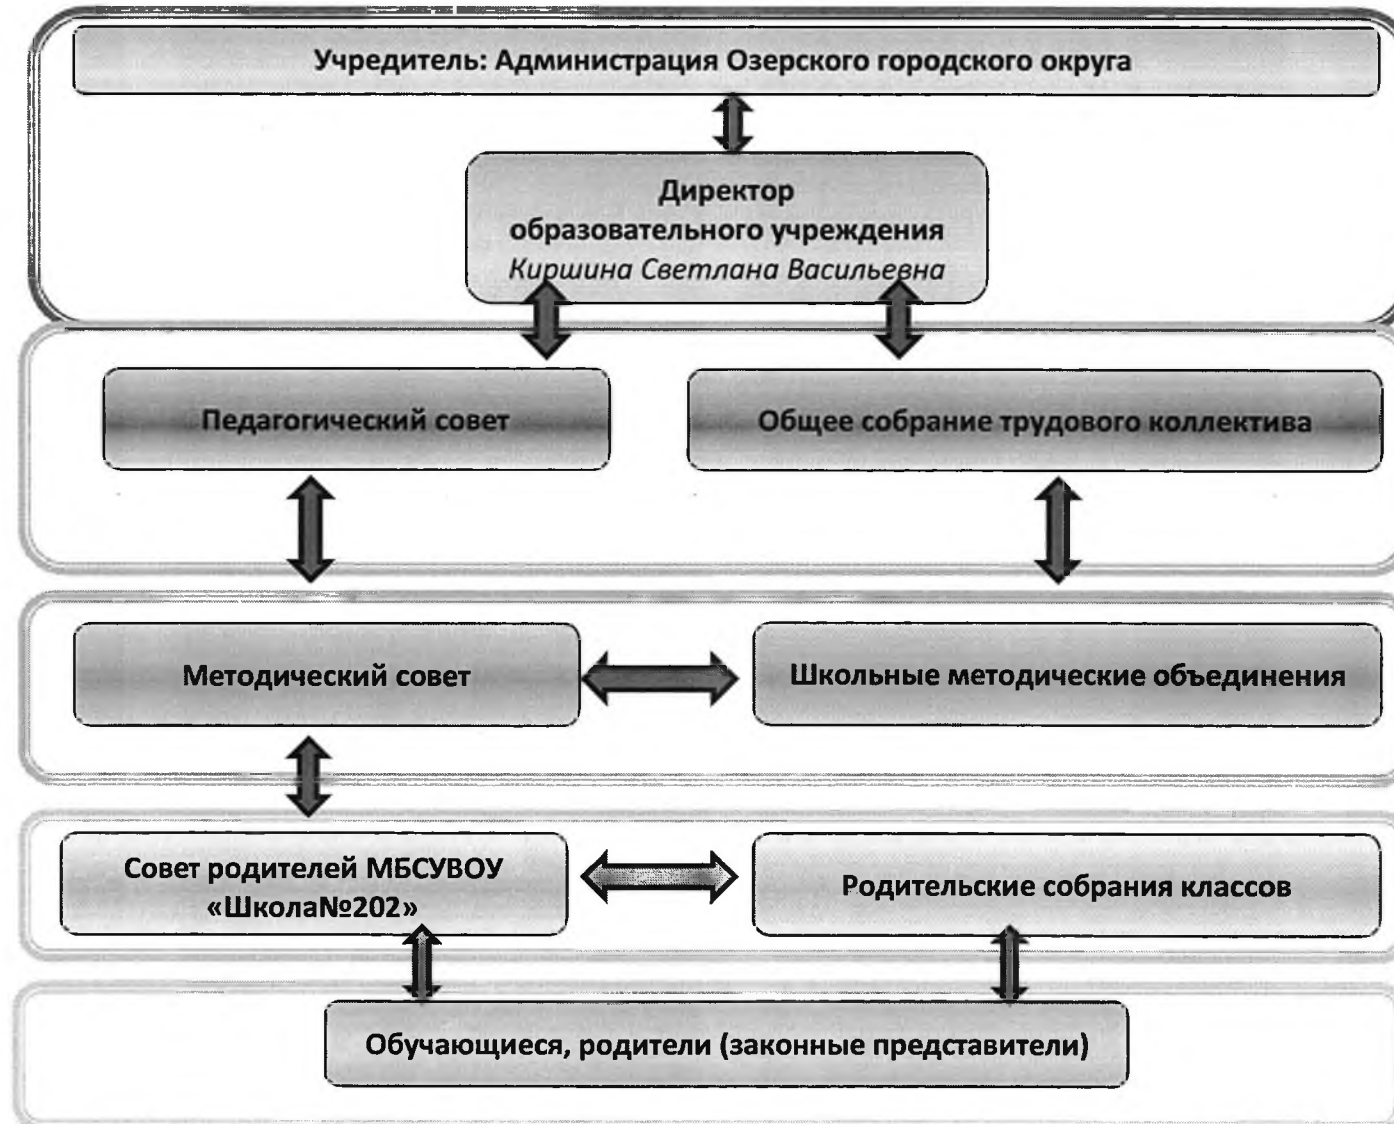 Учредитель: Администрация Озерского городского округа
Директор
образовательного учреждения
Киршина Светлана Васильевна
Педагогический совет
Общее собрание трудового коллектива
Методический совет
Школьные методические объединения
Совет родителей МБСУВОУ
«Школа№202»
Родительские собрания классов
Обучающиеся, родители (законные представители)